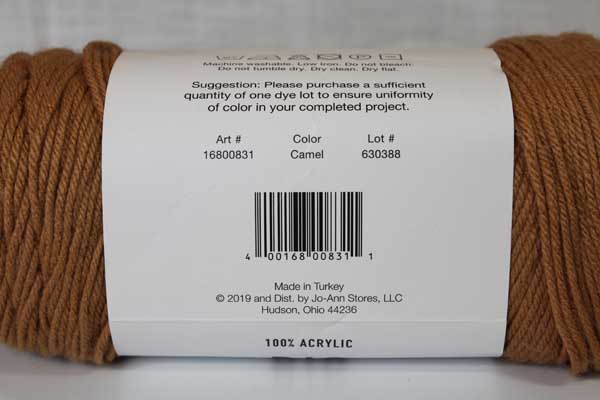 Machine washable. Low iron. Do not bleach.
Do not tumble dry. Dry clean. Dry flat.
Suggestion: Please purchase a sufficient
quantity of one dye lot to ensure uniformity
of color in your completed project.
Art # Color Lot #
16800831 Camel 630388
4 00168 00831 1
Made in Turkey
© 2019 and Dist. by Jo-Ann Stores, LLC
Hudson, Ohio 44236
100% ACRYLIC